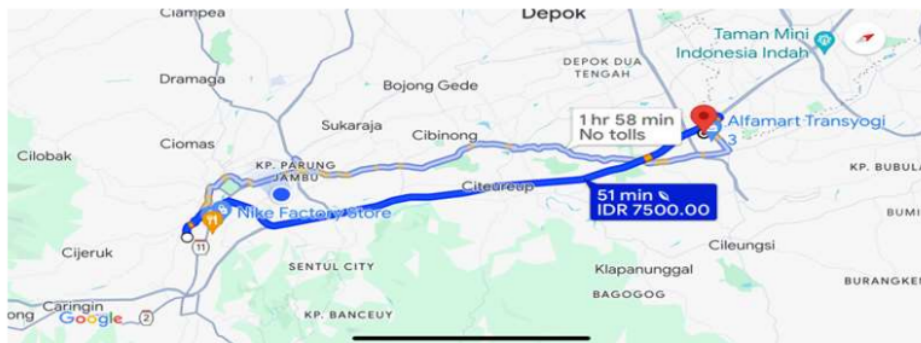 Ciampea
Depok
Taman Mini
Indonesia Indah
DEPOK DUA
TENGAH
Dramaga
Bojong Gede
1 hr 58 min
No tolls
Alfamart Transyogi
3
Sukaraja
Cibinong
Cilobak
Ciomas
KP. PARUNG
JAMBU
KP. BUBULA
Citeureup
51 min
IDR 7500.00
Nike Factory Store
BUMI
Cijeruk
11
Cileungsi
SENTUL CITY
Klapanunggal
BAGOGOG
BURANGKEN
Caringin
ong
Google
2
KP. BANCEUY